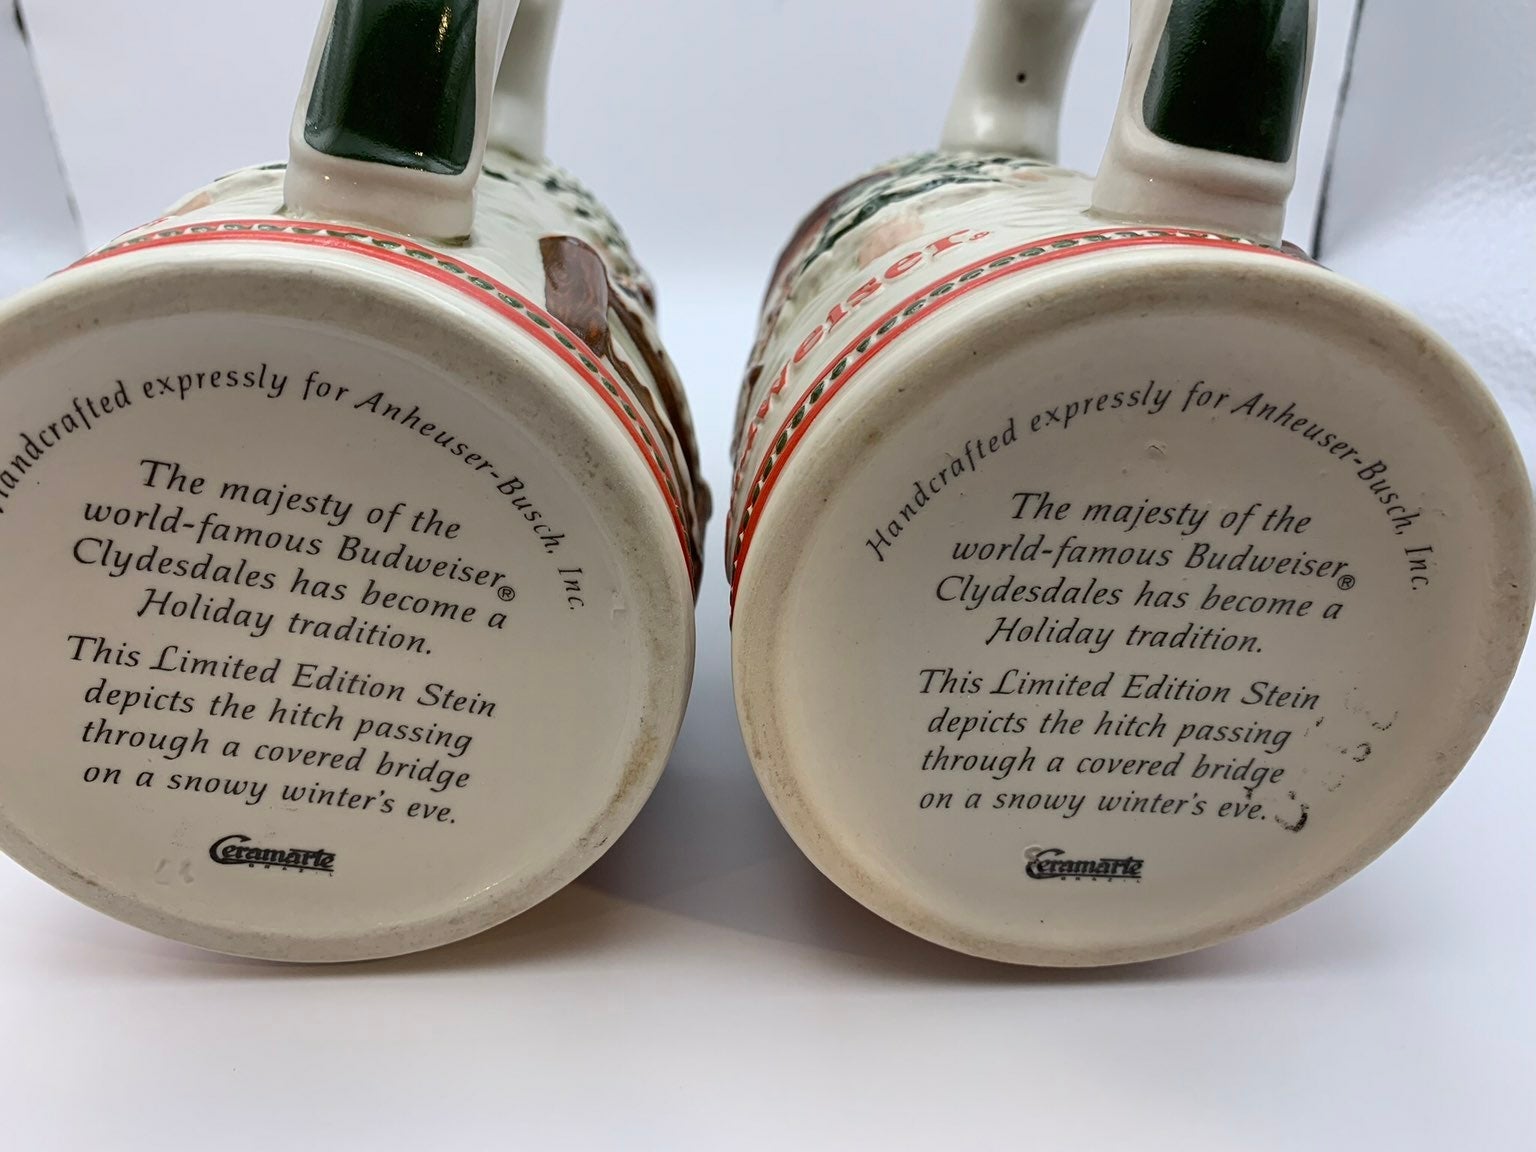 Handcrafted expressly for Anheuser-Busch, Inc.
The majesty of the
world-famous Budweiser®
Clydesdales has become a
Holiday tradition.
This Limited Edition Stein
depicts the hitch passing
through a covered bridge
on a snowy winter's eve.
Ceramarte
BRAZIL
weiser®
Handcrafted expressly for Anheuser-Busch, Inc.
The majesty of the
world-famous Budweiser®
Clydesdales has become a
Holiday tradition.
This Limited Edition Stein
depicts the hitch passing
through a covered bridge
on a snowy winter's eve.
Ceramarte
BRAZIL